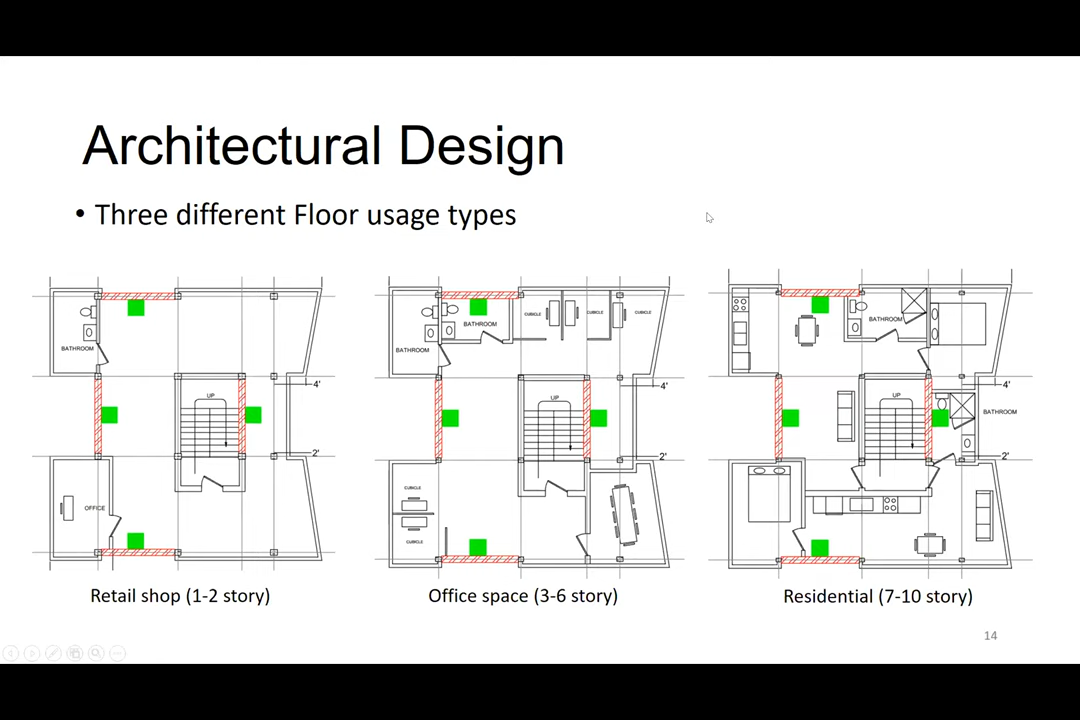 Architectural Design
• Three different Floor usage types
BATHROOM
UP
4'
2'
OFFICE
BATHROOM
BATHROOM
CUBICLE
CUBICLE
CUBICLE
UP
4'
2'
CUBICLE
CUBICLE
BATHROOM
UP
4'
BATHROOM
2'
Retail shop (1-2 story)
Office space (3-6 story)
Residential (7-10 story)
14